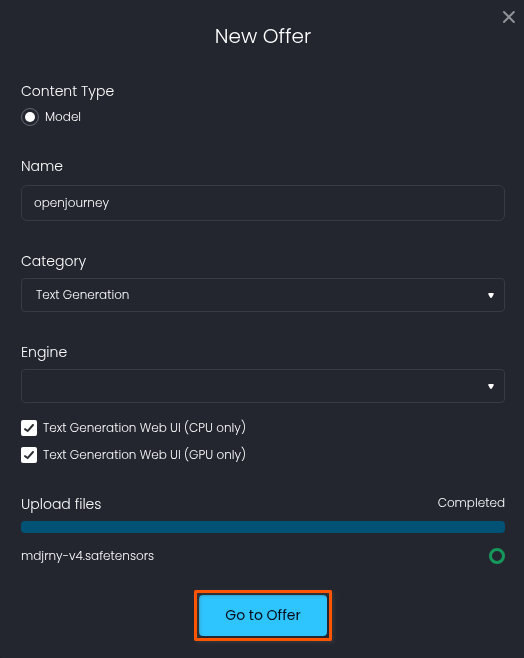 New Offer
Content Type
Model
Name
openjourney
Category
Text Generation
Engine
Text Generation Web UI (CPU only)
Text Generation Web UI (GPU only)
Upload files
Completed
mdjrny-v4.safetensors
Go to Offer